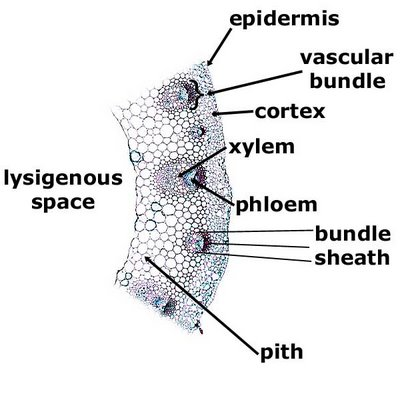 epidermis
vascular
bundle
cortex
xylem
lysigenous
space
phloem
bundle
sheath
pith